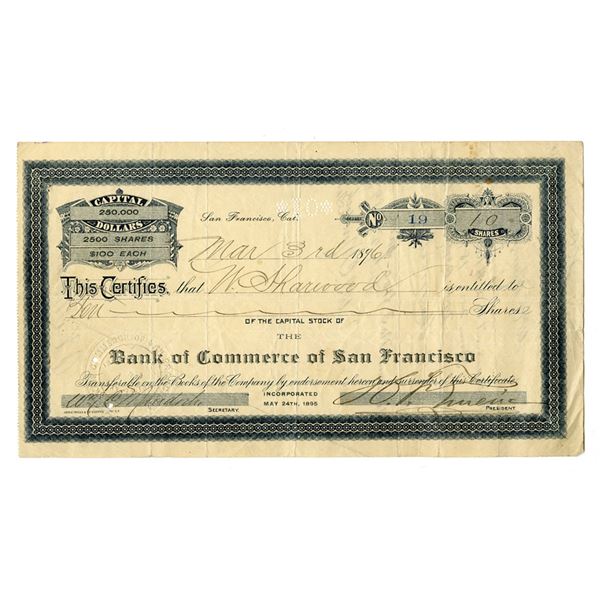 CAPITAL
250,000
DOLLARS
2500 SHARES
$100 EACH
San Francisco, Cal.
*10*
No 19
10
SHARES
Mar 3rd 1896
This Certifies, that N. Sharwood is entitled to
Ten Shares
OF THE CAPITAL STOCK OF
THE
Bank of Commerce of San Francisco
Transferable on the Books of the Company by endorsement hereon and surrender of this Certificate
INCORPORATED
MAY 24TH, 1895
SECRETARY.
PRESIDENT